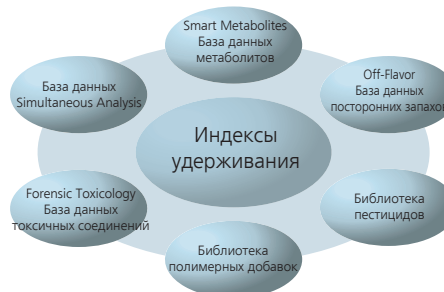 Smart Metabolites
База данных
метаболитов
Off-Flavor
База данных
посторонних запахов
База данных
Simultaneous Analysis
Индексы
удерживания
Forensic Toxicology
База данных
токсичных соединений
Библиотека
пестицидов
Библиотека
полимерных добавок